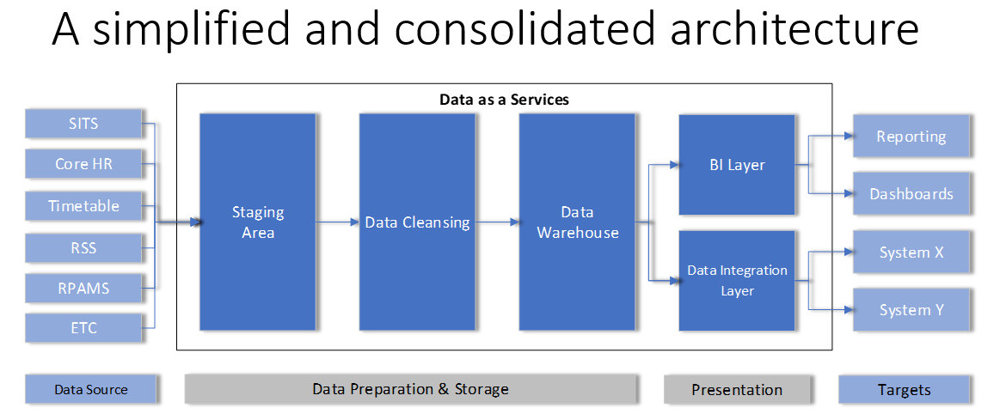 A simplified and consolidated architecture
Data as a Services
SITS
Core HR
Timetable
RSS
RPAMS
ETC
Staging
Area
Data Cleansing
Data
Warehouse
BI Layer
Data Integration
Layer
Reporting
Dashboards
System X
System Y
Data Source
Data Preparation & Storage
Presentation
Targets